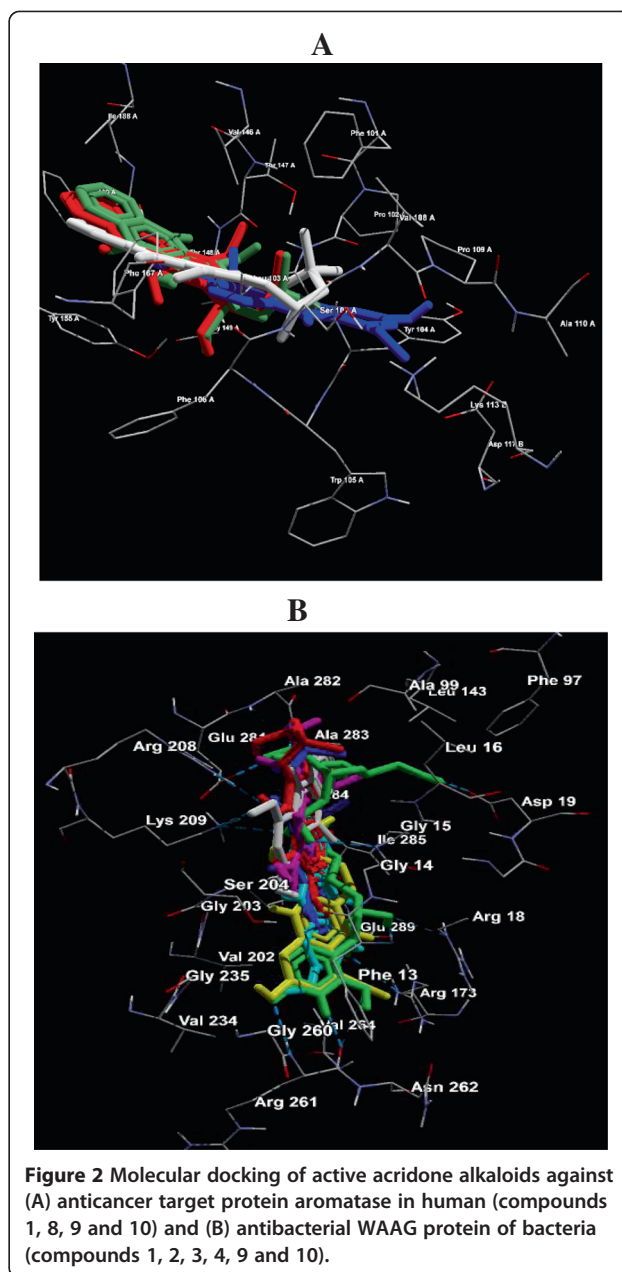 A
Ile 188 A
Val 146 A
Thr 147 A
Phe 101 A
Pro 102
Val 108 A
Pro 109 A
Phe 167 A
Ser 107 A
Tyr 104 A
Ala 110 A
Tyr 155 A
Phe 106 A
Lys 113 B
Asp 117 B
Trp 105 A
B
Ala 282
Ala 99
Phe 97
Leu 143
Glu 281
Ala 283
Arg 208
Leu 16
Asp 19
Lys 209
Gly 15
Ile 285
Gly 14
Ser 204
Gly 203
Glu 289
Arg 18
Val 202
Phe 13
Gly 235
Arg 173
Val 234
Gly 260
Asn 262
Arg 261
Figure 2 Molecular docking of active acridone alkaloids against
(A) anticancer target protein aromatase in human (compounds
1, 8, 9 and 10) and (B) antibacterial WAAG protein of bacteria
(compounds 1, 2, 3, 4, 9 and 10).